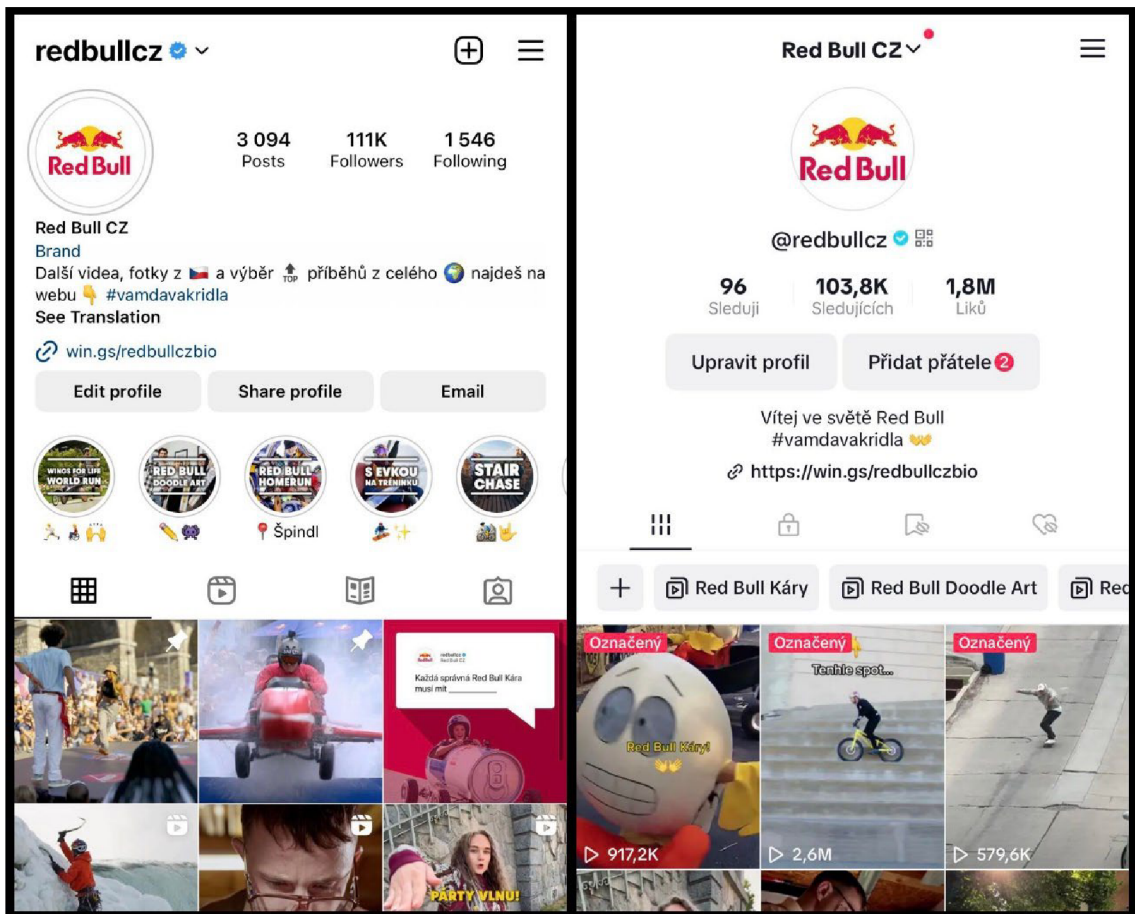 redbullcz
Red Bull
3 094
Posts
111K
Followers
1 546
Following
Red Bull CZ
Brand
Další videa, fotky z 🇨🇿 a výběr 🔝 příběhů z celého 🌍 najdeš na
webu 👇 #vamdavakridla
See Translation
win.gs/redbullczbio
Edit profile
Share profile
Email
WINGS FOR LIFE
WORLD RUN
RED BULL
DOODLE ART
RED BULL
HOMERUN
S EVKOU
NA TRÉNINKU
STAIR
CHASE
📍 Špindl
redbullcz
Red Bull CZ
Každá správná Red Bull Kára
musí mít
PÁRTY VLNU!
Red Bull CZ
Red Bull
@redbullcz
96
Sleduji
103,8K
Sledujících
1,8M
Liků
Upravit profil
Přidat přátele 2
Vítej ve světě Red Bull
#vamdavakridla 👐
https://win.gs/redbullczbio
+
Red Bull Káry
Red Bull Doodle Art
Red
Označený
Red Bull Káry!
917,2K
Označený
Tenhle spot...
2,6M
Označený
579,6K